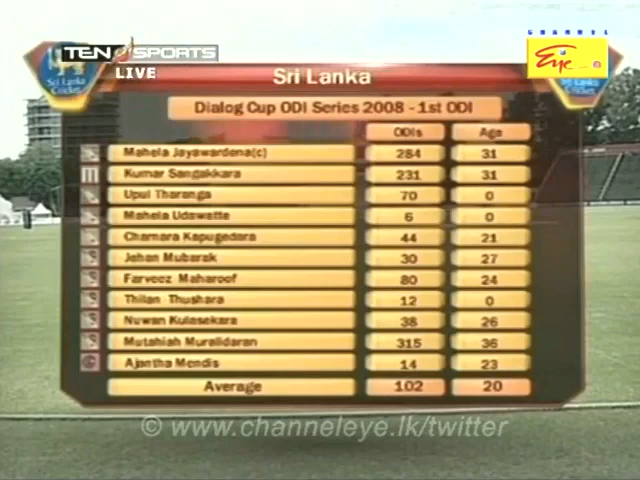 CHANNEL
Eye
TEN SPORTS
LIVE
Sri Lanka
Cricket
Sri Lanka
Sri Lanka
Cricket
Dialog Cup ODI Series 2008 - 1st ODI
ODIs Age
Mahela Jayawardena(c) 284 31
Kumar Sangakkara 231 31
Upul Tharanga 70 0
Mahela Udawatte 6 0
Chamara Kapugedara 44 21
Jehan Mubarak 30 27
Farveez Maharoof 80 24
Thilan Thushara 12 0
Nuwan Kulasekara 38 26
Mutahiah Muralidaran 315 36
Ajantha Mendis 14 23
Average 102 20
© www.channeleye.lk/twitter